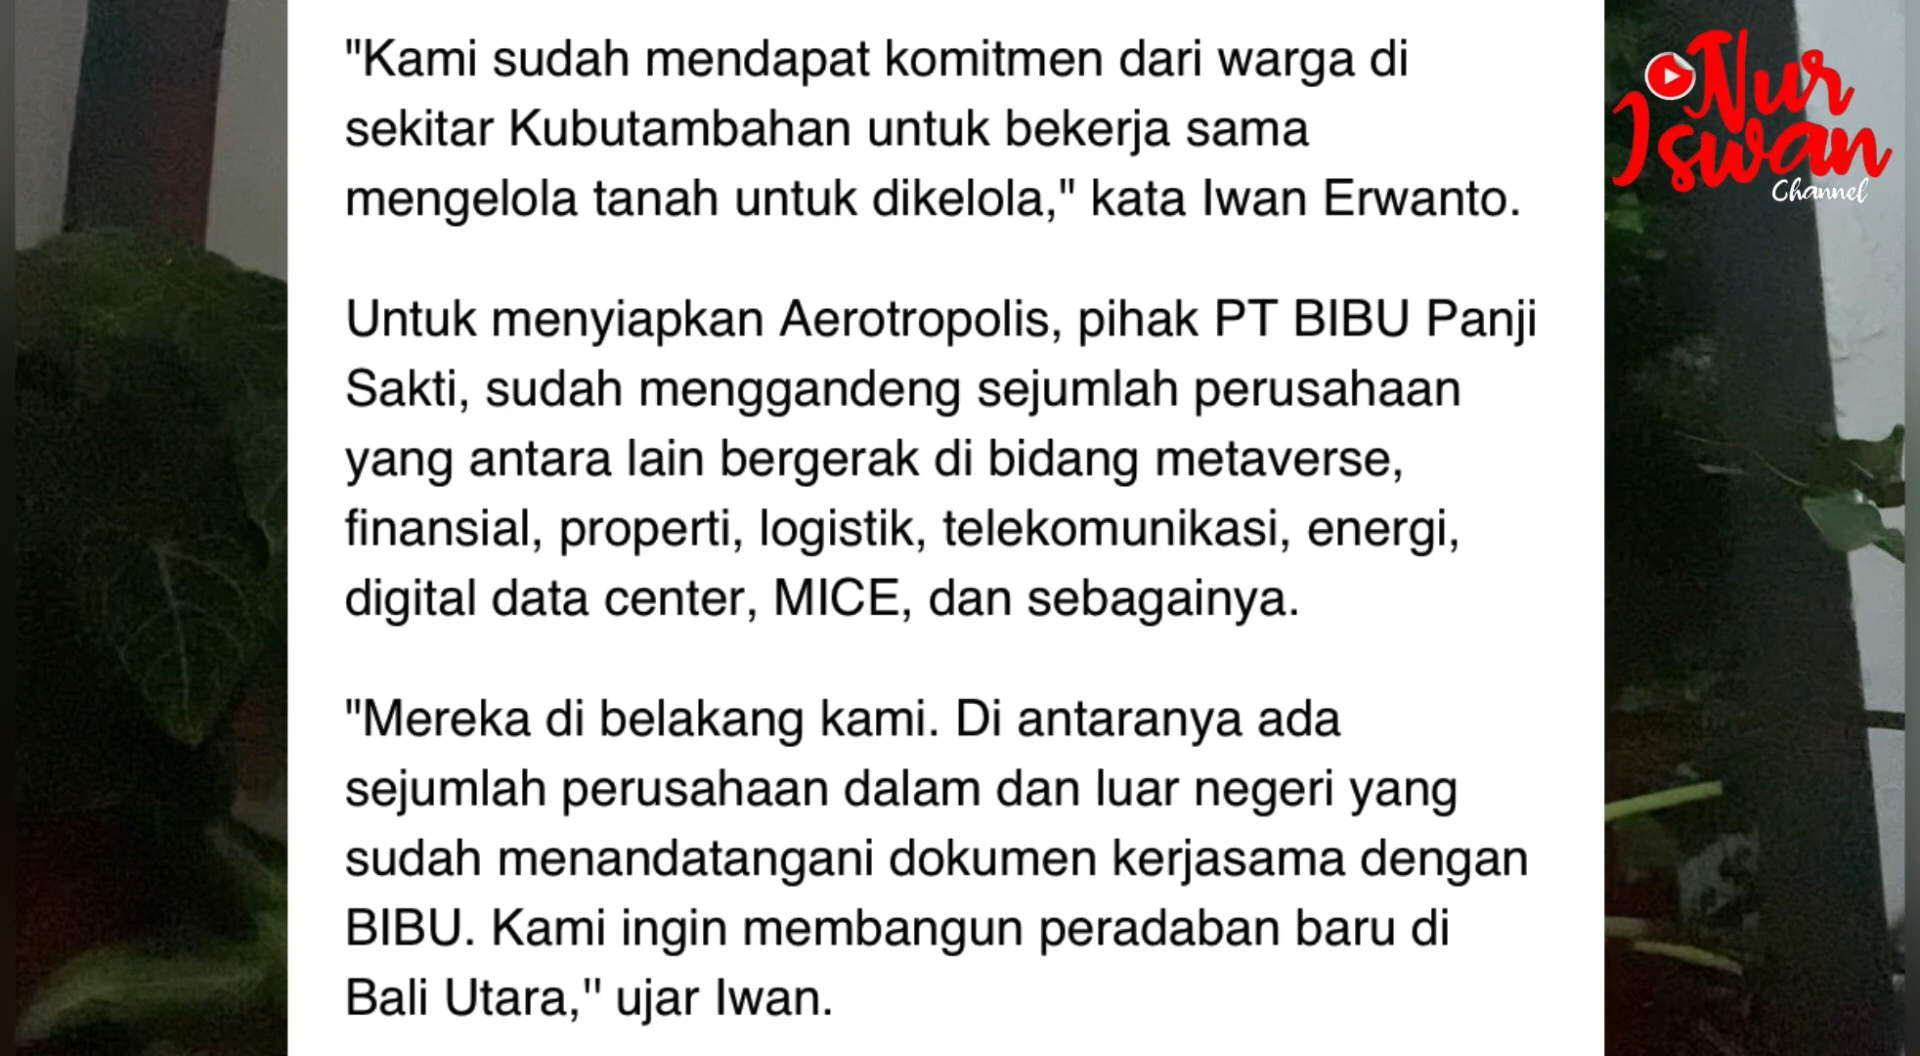 "Kami sudah mendapat komitmen dari warga di
sekitar Kubutambahan untuk bekerja sama
mengelola tanah untuk dikelola," kata Iwan Erwanto.
Untuk menyiapkan Aerotropolis, pihak PT BIBU Panji
Sakti, sudah menggandeng sejumlah perusahaan
yang antara lain bergerak di bidang metaverse,
finansial, properti, logistik, telekomunikasi, energi,
digital data center, MICE, dan sebagainya.
"Mereka di belakang kami. Di antaranya ada
sejumlah perusahaan dalam dan luar negeri yang
sudah menandatangani dokumen kerjasama dengan
BIBU. Kami ingin membangun peradaban baru di
Bali Utara," ujar Iwan.
Nur
Iswan
Channel